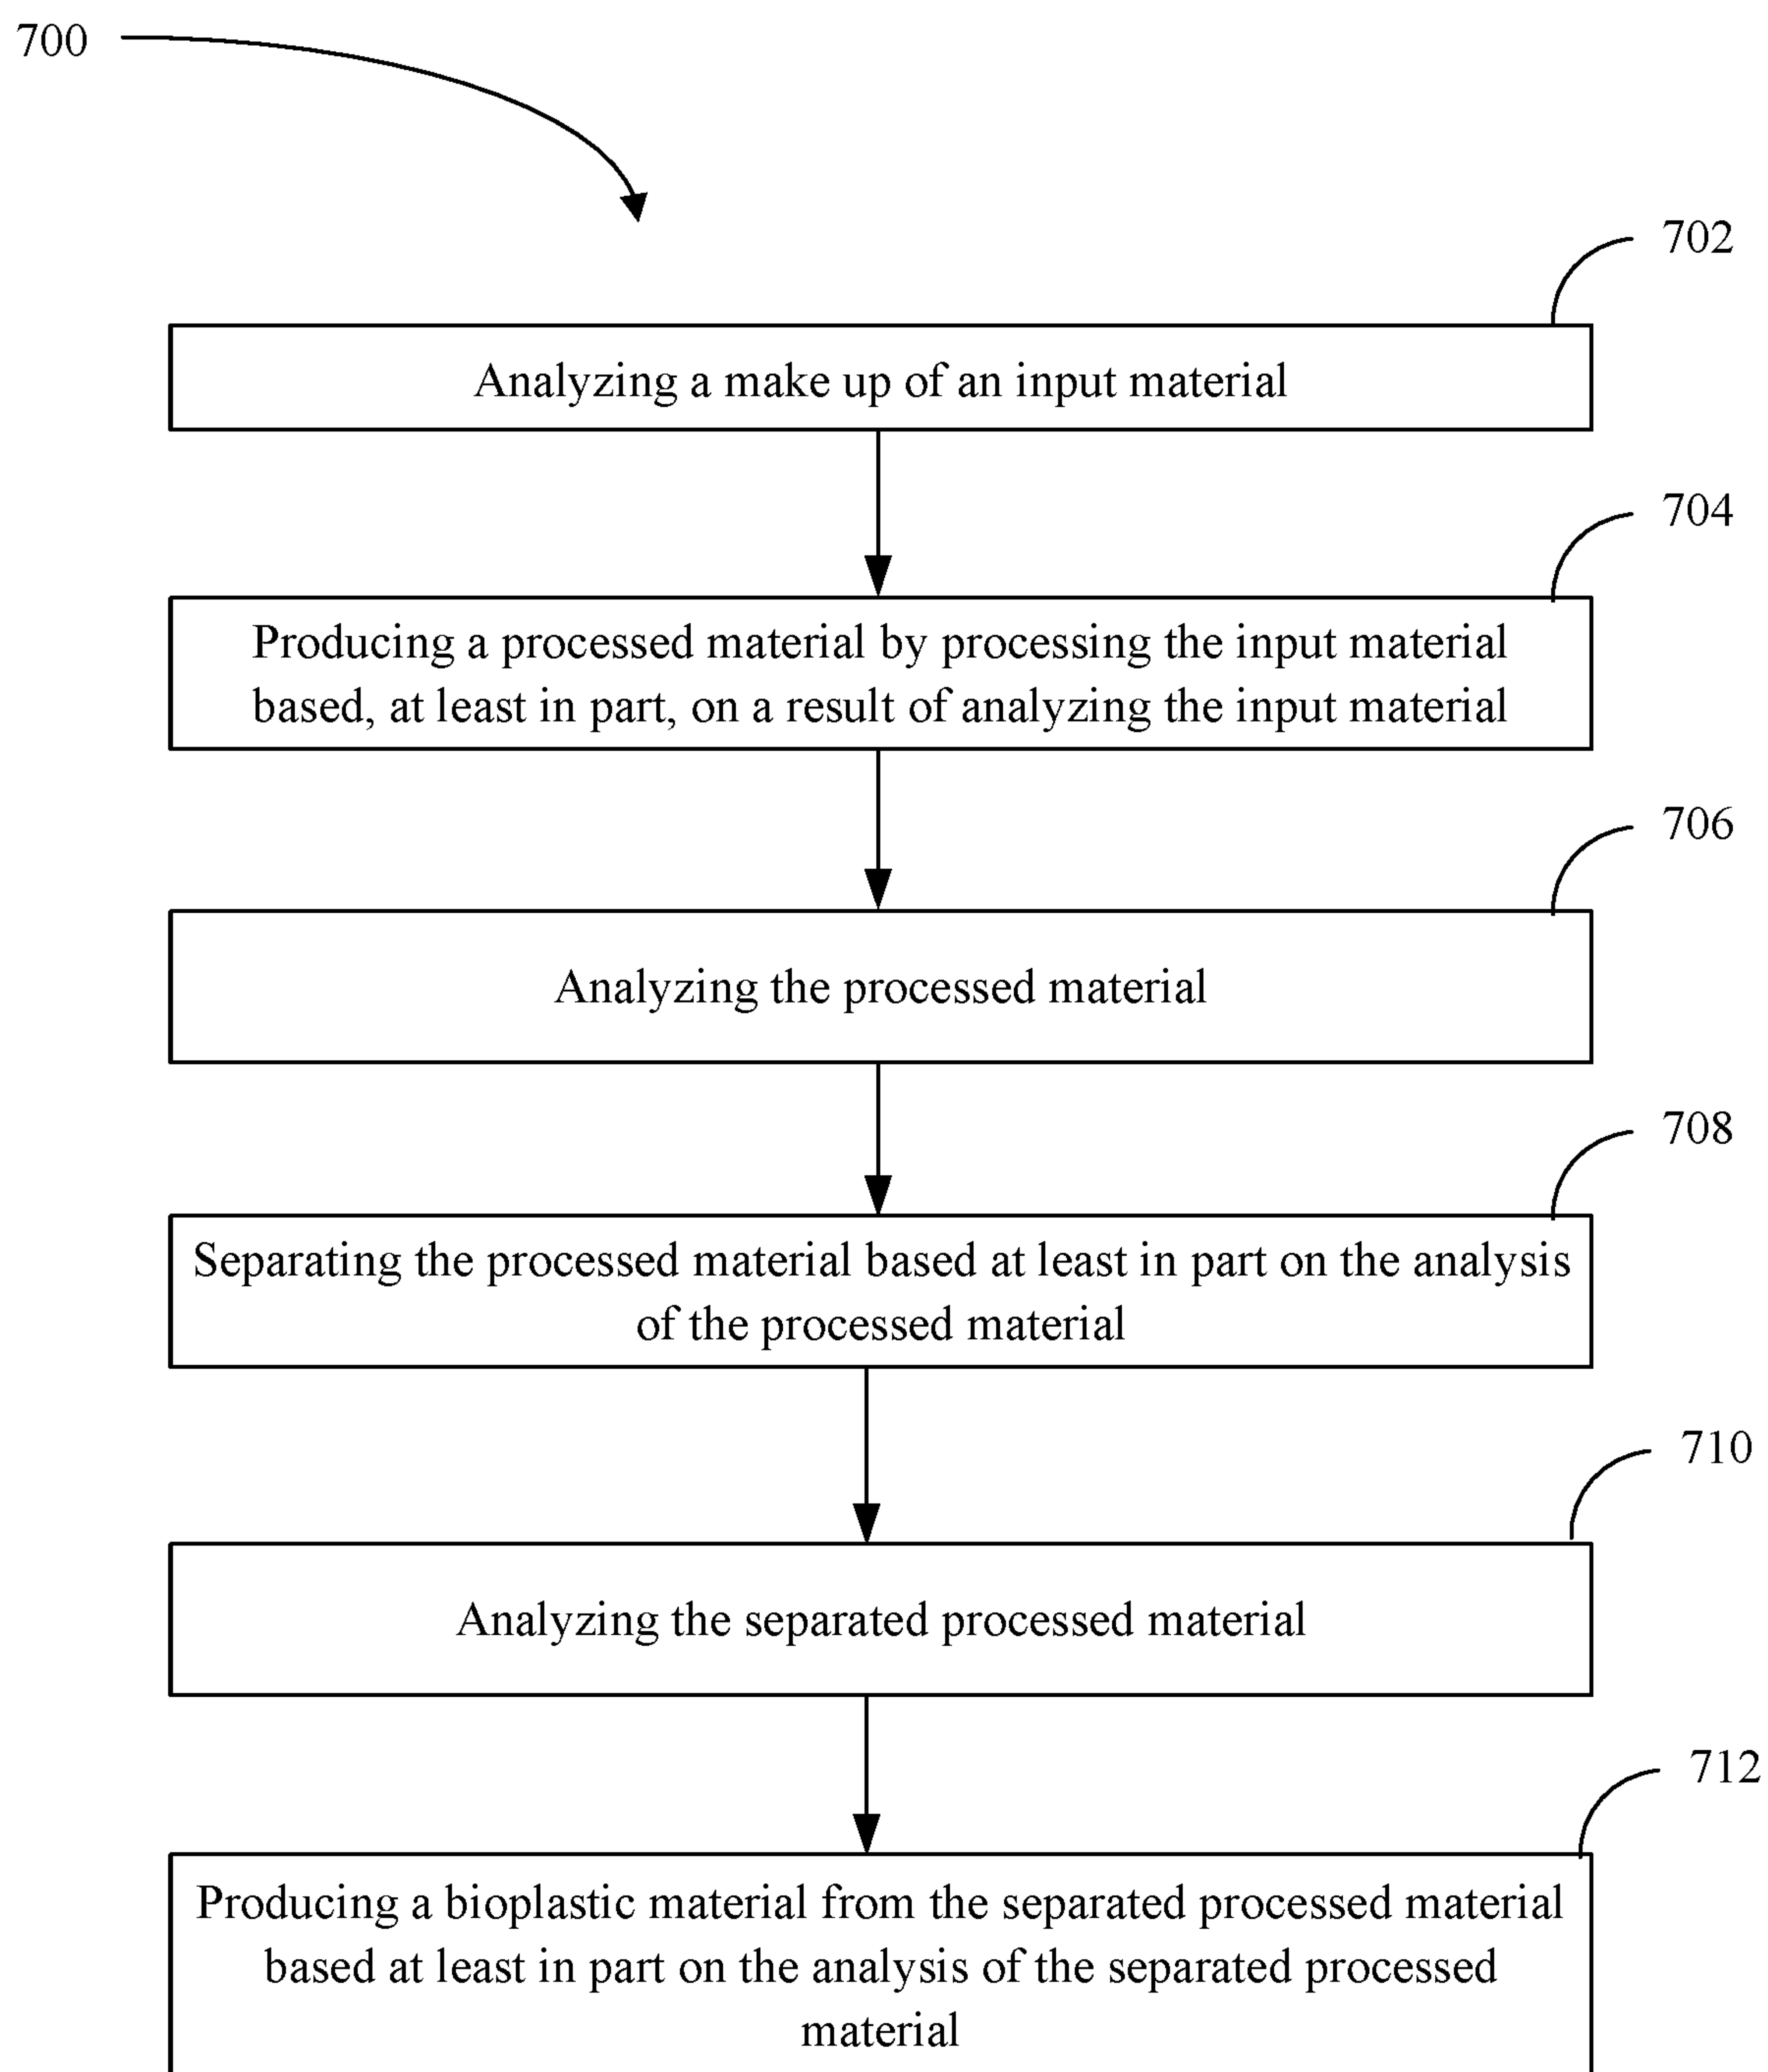 700
702
Analyzing a make up of an input material
704
Producing a processed material by processing the input material
based, at least in part, on a result of analyzing the input material
706
Analyzing the processed material
708
Separating the processed material based at least in part on the analysis
of the processed material
710
Analyzing the separated processed material
712
Producing a bioplastic material from the separated processed material
based at least in part on the analysis of the separated processed
material